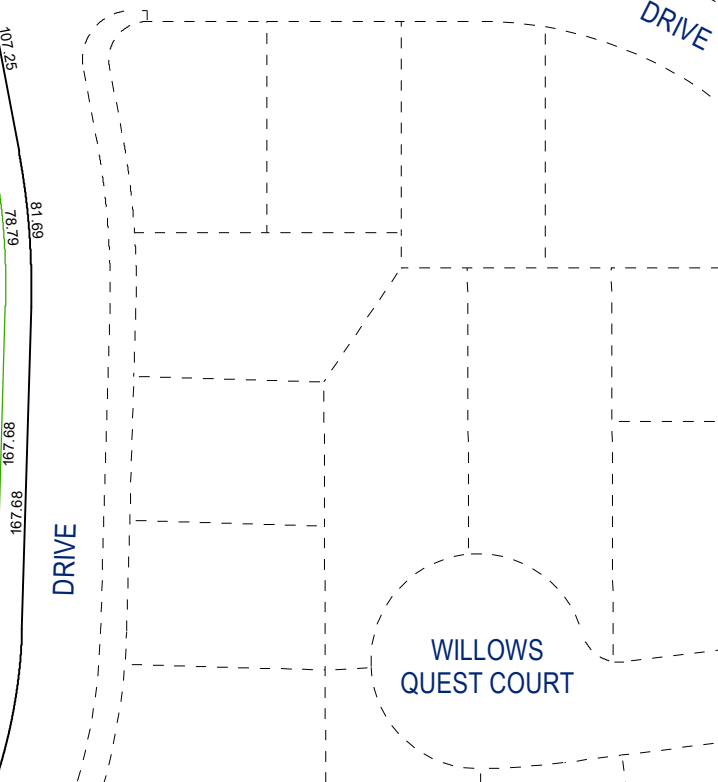 DRIVE
107.25
81.69
78.79
167.68
167.68
DRIVE
WILLOWS
QUEST COURT